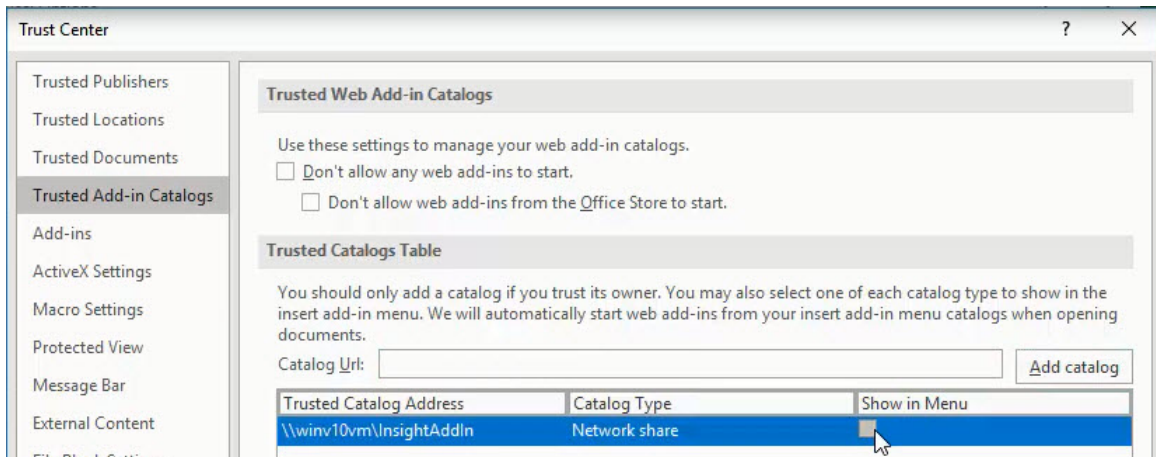 Trust Center
?
Trusted Publishers
Trusted Locations
Trusted Documents
Trusted Add-in Catalogs
Add-ins
ActiveX Settings
Macro Settings
Protected View
Message Bar
External Content
Trusted Web Add-in Catalogs
Use these settings to manage your web add-in catalogs.
Don't allow any web add-ins to start.
Don't allow web add-ins from the Office Store to start.
Trusted Catalogs Table
You should only add a catalog if you trust its owner. You may also select one of each catalog type to show in the
insert add-in menu. We will automatically start web add-ins from your insert add-in menu catalogs when opening
documents.
Catalog Url:
Add catalog
Trusted Catalog Address Catalog Type Show in Menu
\\winv10vm\InsightAddIn Network share